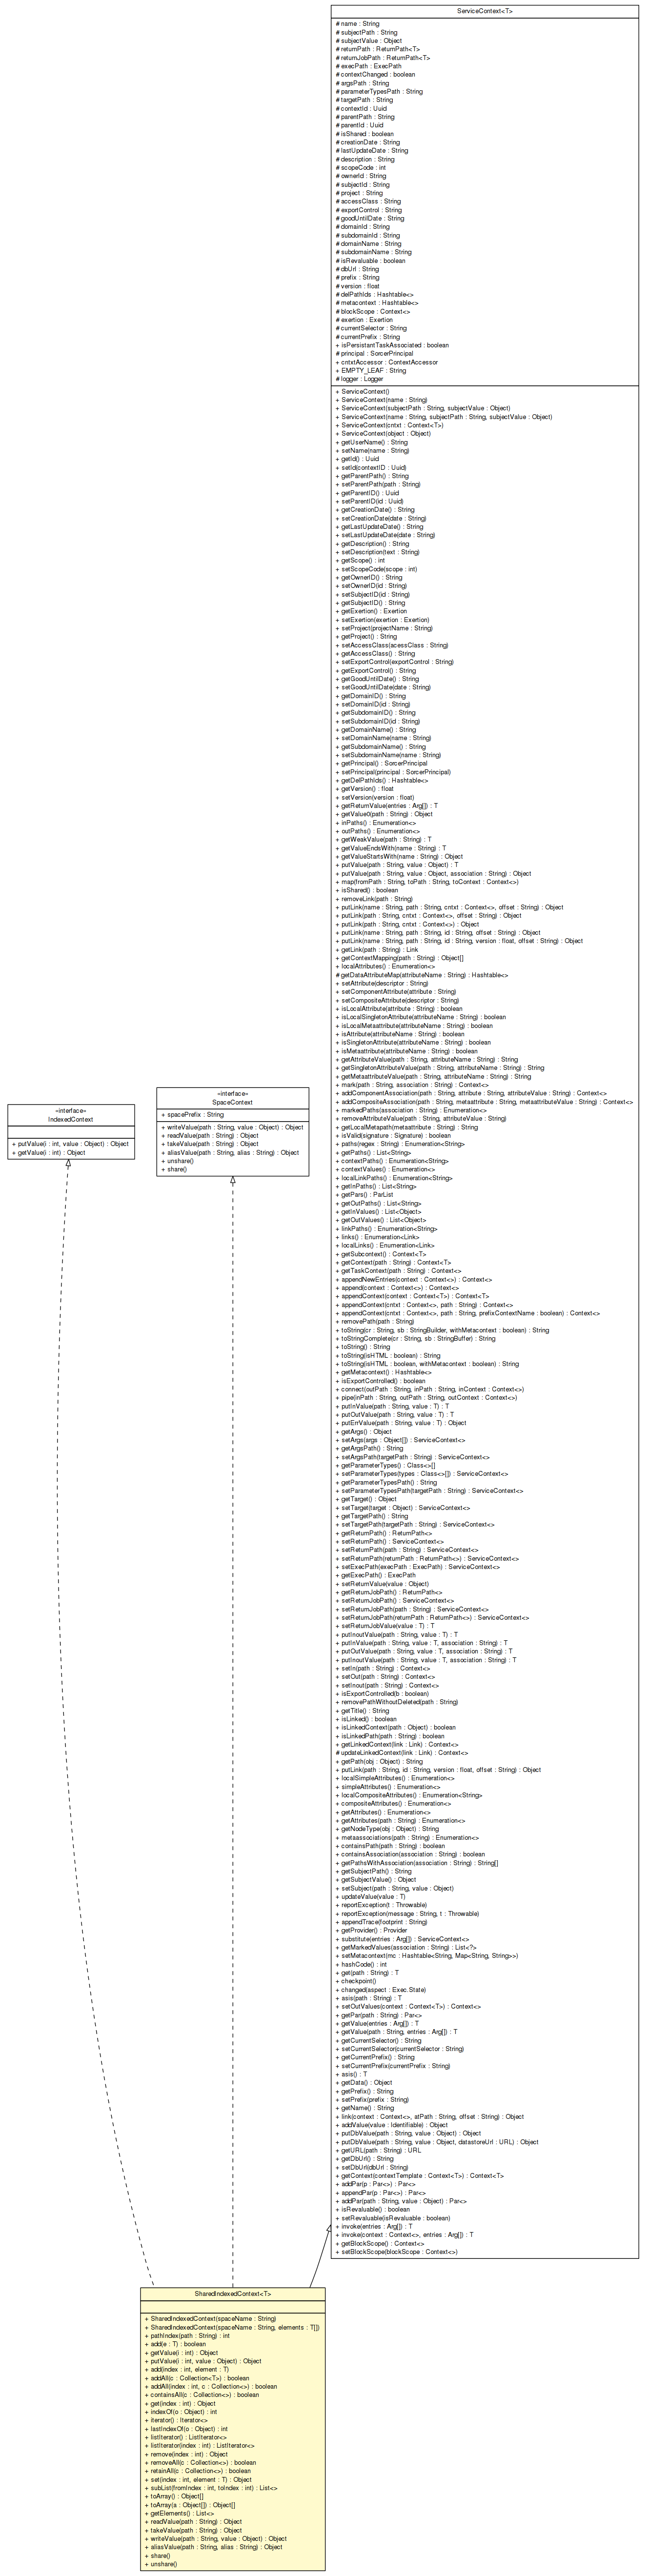 ServiceContext<T>
# name : String
# subjectPath : String
# subjectValue : Object
# returnPath : ReturnPath<T>
# returnJobPath : ReturnPath<T>
# execPath : ExecPath
# contextChanged : boolean
# argsPath : String
# parameterTypesPath : String
# targetPath : String
# contextId : Uuid
# parentPath : String
# parentId : Uuid
# isShared : boolean
# creationDate : String
# lastUpdateDate : String
# description : String
# scopeCode : int
# ownerId : String
# subjectId : String
# project : String
# accessClass : String
# exportControl : String
# goodUntilDate : String
# domainId : String
# subdomainId : String
# domainName : String
# subdomainName : String
# isRevaluable : boolean
# dbUrl : String
# prefix : String
# version : float
# delPathIds : Hashtable<>
# metacontext : Hashtable<>
# blockScope : Context<>
# exertion : Exertion
# currentSelector : String
# currentPrefix : String
+ isPersistantTaskAssociated : boolean
# principal : SorcerPrincipal
+ cntxtAccessor : ContextAccessor
+ EMPTY_LEAF : String
# logger : Logger
+ ServiceContext()
+ ServiceContext(name : String)
+ ServiceContext(subjectPath : String, subjectValue : Object)
+ ServiceContext(name : String, subjectPath : String, subjectValue : Object)
+ ServiceContext(cntxt : Context<T>)
+ ServiceContext(object : Object)
+ getUserName() : String
+ setName(name : String)
+ getId() : Uuid
+ setId(contextID : Uuid)
+ getParentPath() : String
+ setParentPath(path : String)
+ getParentID() : Uuid
+ setParentID(id : Uuid)
+ getCreationDate() : String
+ setCreationDate(date : String)
+ getLastUpdateDate() : String
+ setLastUpdateDate(date : String)
+ getDescription() : String
+ setDescription(text : String)
+ getScope() : int
+ setScopeCode(scope : int)
+ getOwnerID() : String
+ setOwnerID(id : String)
+ setSubjectID(id : String)
+ getSubjectID() : String
+ getExertion() : Exertion
+ setExertion(exertion : Exertion)
+ setProject(projectName : String)
+ getProject() : String
+ setAccessClass(acessClass : String)
+ getAccessClass() : String
+ setExportControl(exportControl : String)
+ getExportControl() : String
+ getGoodUntilDate() : String
+ setGoodUntilDate(date : String)
+ getDomainID() : String
+ setDomainID(id : String)
+ getSubdomainID() : String
+ setSubdomainID(id : String)
+ getDomainName() : String
+ setDomainName(name : String)
+ getSubdomainName() : String
+ setSubdomainName(name : String)
+ getPrincipal() : SorcerPrincipal
+ setPrincipal(principal : SorcerPrincipal)
+ getDelPathIds() : Hashtable<>
+ getVersion() : float
+ setVersion(version : float)
+ getReturnValue(entries : Arg[]) : T
+ getValue0(path : String) : Object
+ inPaths() : Enumeration<>
+ outPaths() : Enumeration<>
+ getWeakValue(path : String) : T
+ getValueEndsWith(name : String) : T
+ getValueStartsWith(name : String) : Object
+ putValue(path : String, value : Object) : T
+ putValue(path : String, value : Object, association : String) : Object
+ map(fromPath : String, toPath : String, toContext : Context<>)
+ isShared() : boolean
+ removeLink(path : String)
+ putLink(name : String, path : String, cntxt : Context<>, offset : String) : Object
+ putLink(path : String, cntxt : Context<>, offset : String) : Object
+ putLink(path : String, cntxt : Context<>) : Object
+ putLink(name : String, path : String, id : String, offset : String) : Object
+ putLink(name : String, path : String, id : String, version : float, offset : String) : Object
+ getLink(path : String) : Link
+ getContextMapping(path : String) : Object[]
+ localAttributes() : Enumeration<>
# getDataAttributeMap(attributeName : String) : Hashtable<>
+ setAttribute(descriptor : String)
+ setComponentAttribute(attribute : String)
+ setCompositeAttribute(descriptor : String)
+ isLocalAttribute(attribute : String) : boolean
+ isLocalSingletonAttribute(attributeName : String) : boolean
+ isLocalMetaattribute(attributeName : String) : boolean
+ isAttribute(attributeName : String) : boolean
+ isSingletonAttribute(attributeName : String) : boolean
+ isMetaattribute(attributeName : String) : boolean
+ getAttributeValue(path : String, attributeName : String) : String
+ getSingletonAttributeValue(path : String, attributeName : String) : String
+ getMetaattributeValue(path : String, attributeName : String) : String
+ mark(path : String, association : String) : Context<>
+ addComponentAssociation(path : String, attribute : String, attributeValue : String) : Context<>
+ addCompositeAssociation(path : String, metaattribute : String, metaattributeValue : String) : Context<>
+ markedPaths(association : String) : Enumeration<>
+ removeAttributeValue(path : String, attributeValue : String)
+ getLocalMetapath(metaattribute : String) : String
+ isValid(signature : Signature) : boolean
+ paths(regex : String) : Enumeration<String>
+ getPaths() : List<String>
+ contextPaths() : Enumeration<String>
+ contextValues() : Enumeration<>
+ localLinkPaths() : Enumeration<String>
+ getInPaths() : List<String>
+ getPars() : ParList
+ getOutPaths() : List<String>
+ getInValues() : List<Object>
+ getOutValues() : List<Object>
+ linkPaths() : Enumeration<String>
+ links() : Enumeration<Link>
+ localLinks() : Enumeration<Link>
+ getSubcontext() : Context<T>
+ getContext(path : String) : Context<T>
+ getTaskContext(path : String) : Context<>
+ appendNewEntries(context : Context<>) : Context<>
+ append(context : Context<>) : Context<>
+ appendContext(context : Context<T>) : Context<T>
+ appendContext(cntxt : Context<>, path : String) : Context<>
+ appendContext(cntxt : Context<>, path : String, prefixContextName : boolean) : Context<>
+ removePath(path : String)
+ toString(cr : String, sb : StringBuilder, withMetacontext : boolean) : String
+ toStringComplete(cr : String, sb : StringBuffer) : String
+ toString() : String
+ toString(isHTML : boolean) : String
+ toString(isHTML : boolean, withMetacontext : boolean) : String
+ getMetacontext() : Hashtable<>
+ isExportControlled() : boolean
+ connect(outPath : String, inPath : String, inContext : Context<>)
+ pipe(inPath : String, outPath : String, outContext : Context<>)
+ putInValue(path : String, value : T) : T
+ putOutValue(path : String, value : T) : T
+ putErrValue(path : String, value : T) : Object
+ getArgs() : Object
+ setArgs(args : Object[]) : ServiceContext<>
+ getArgsPath() : String
+ setArgsPath(targetPath : String) : ServiceContext<>
+ getParameterTypes() : Class<>[]
+ setParameterTypes(types : Class<>[]) : ServiceContext<>
+ getParameterTypesPath() : String
+ setParameterTypesPath(targetPath : String) : ServiceContext<>
+ getTarget() : Object
+ setTarget(target : Object) : ServiceContext<>
+ getTargetPath() : String
+ setTargetPath(targetPath : String) : ServiceContext<>
+ getReturnPath() : ReturnPath<>
+ setReturnPath() : ServiceContext<>
+ setReturnPath(path : String) : ServiceContext<>
+ setReturnPath(returnPath : ReturnPath<>) : ServiceContext<>
+ setExecPath(execPath : ExecPath) : ServiceContext<>
+ getExecPath() : ExecPath
+ setReturnValue(value : Object)
+ getReturnJobPath() : ReturnPath<>
+ setReturnJobPath() : ServiceContext<>
+ setReturnJobPath(path : String) : ServiceContext<>
+ setReturnJobPath(returnPath : ReturnPath<>) : ServiceContext<>
+ setReturnJobValue(value : T) : T
+ putInoutValue(path : String, value : T) : T
+ putInValue(path : String, value : T, association : String) : T
+ putOutValue(path : String, value : T, association : String) : T
+ putInoutValue(path : String, value : T, association : String) : T
+ setIn(path : String) : Context<>
+ setOut(path : String) : Context<>
+ setInout(path : String) : Context<>
+ isExportControlled(b : boolean)
+ removePathWithoutDeleted(path : String)
+ getTitle() : String
+ isLinked() : boolean
+ isLinkedContext(path : Object) : boolean
+ isLinkedPath(path : String) : boolean
+ getLinkedContext(link : Link) : Context<>
# updateLinkedContext(link : Link) : Context<>
+ getPath(obj : Object) : String
+ putLink(path : String, id : String, version : float, offset : String) : Object
+ localSimpleAttributes() : Enumeration<>
+ simpleAttributes() : Enumeration<>
+ localCompositeAttributes() : Enumeration<String>
+ compositeAttributes() : Enumeration<>
+ getAttributes() : Enumeration<>
+ getAttributes(path : String) : Enumeration<>
+ getNodeType(obj : Object) : String
+ metaassociations(path : String) : Enumeration<>
+ containsPath(path : String) : boolean
+ containsAssociation(association : String) : boolean
+ getPathsWithAssociation(association : String) : String[]
+ getSubjectPath() : String
+ getSubjectValue() : Object
+ setSubject(path : String, value : Object)
+ updateValue(value : T)
+ reportException(t : Throwable)
+ reportException(message : String, t : Throwable)
+ appendTrace(footprint : String)
+ getProvider() : Provider
+ substitute(entries : Arg[]) : ServiceContext<>
+ getMarkedValues(association : String) : List<?>
+ setMetacontext(mc : Hashtable<String, Map<String, String>>)
+ hashCode() : int
+ get(path : String) : T
+ checkpoint()
+ changed(aspect : Exec.State)
+ asis(path : String) : T
+ setOutValues(context : Context<T>) : Context<>
+ getPar(path : String) : Par<>
+ getValue(entries : Arg[]) : T
+ getValue(path : String, entries : Arg[]) : T
+ getCurrentSelector() : String
+ setCurrentSelector(currentSelector : String)
+ getCurrentPrefix() : String
+ setCurrentPrefix(currentPrefix : String)
+ asis() : T
+ getData() : Object
+ getPrefix() : String
+ setPrefix(prefix : String)
+ getName() : String
+ link(context : Context<>, atPath : String, offset : String) : Object
+ addValue(value : Identifiable) : Object
+ putDbValue(path : String, value : Object) : Object
+ putDbValue(path : String, value : Object, datastoreUrl : URL) : Object
+ getURL(path : String) : URL
+ getDbUrl() : String
+ setDbUrl(dbUrl : String)
+ getContext(contextTemplate : Context<T>) : Context<T>
+ addPar(p : Par<>) : Par<>
+ appendPar(p : Par<>) : Par<>
+ addPar(path : String, value : Object) : Par<>
+ isRevaluable() : boolean
+ setRevaluable(isRevaluable : boolean)
+ invoke(entries : Arg[]) : T
+ invoke(context : Context<>, entries : Arg[]) : T
+ getBlockScope() : Context<>
+ setBlockScope(blockScope : Context<>)
«interface»
IndexedContext
+ putValue(i : int, value : Object) : Object
+ getValue(i : int) : Object
«interface»
SpaceContext
+ spacePrefix : String
+ writeValue(path : String, value : Object) : Object
+ readValue(path : String) : Object
+ takeValue(path : String) : Object
+ aliasValue(path : String, alias : String) : Object
+ unshare()
+ share()
SharedIndexedContext<T>
+ SharedIndexedContext(spaceName : String)
+ SharedIndexedContext(spaceName : String, elements : T[])
+ pathIndex(path : String) : int
+ add(e : T) : boolean
+ getValue(i : int) : Object
+ putValue(i : int, value : Object) : Object
+ add(index : int, element : T)
+ addAll(c : Collection<T>) : boolean
+ addAll(index : int, c : Collection<>) : boolean
+ containsAll(c : Collection<>) : boolean
+ get(index : int) : Object
+ indexOf(o : Object) : int
+ iterator() : Iterator<>
+ lastIndexOf(o : Object) : int
+ listIterator() : ListIterator<>
+ listIterator(index : int) : ListIterator<>
+ remove(index : int) : Object
+ removeAll(c : Collection<>) : boolean
+ retainAll(c : Collection<>) : boolean
+ set(index : int, element : T) : Object
+ subList(fromIndex : int, toIndex : int) : List<>
+ toArray() : Object[]
+ toArray(a : Object[]) : Object[]
+ getElements() : List<>
+ readValue(path : String) : Object
+ takeValue(path : String) : Object
+ writeValue(path : String, value : Object) : Object
+ aliasValue(path : String, alias : String) : Object
+ share()
+ unshare()